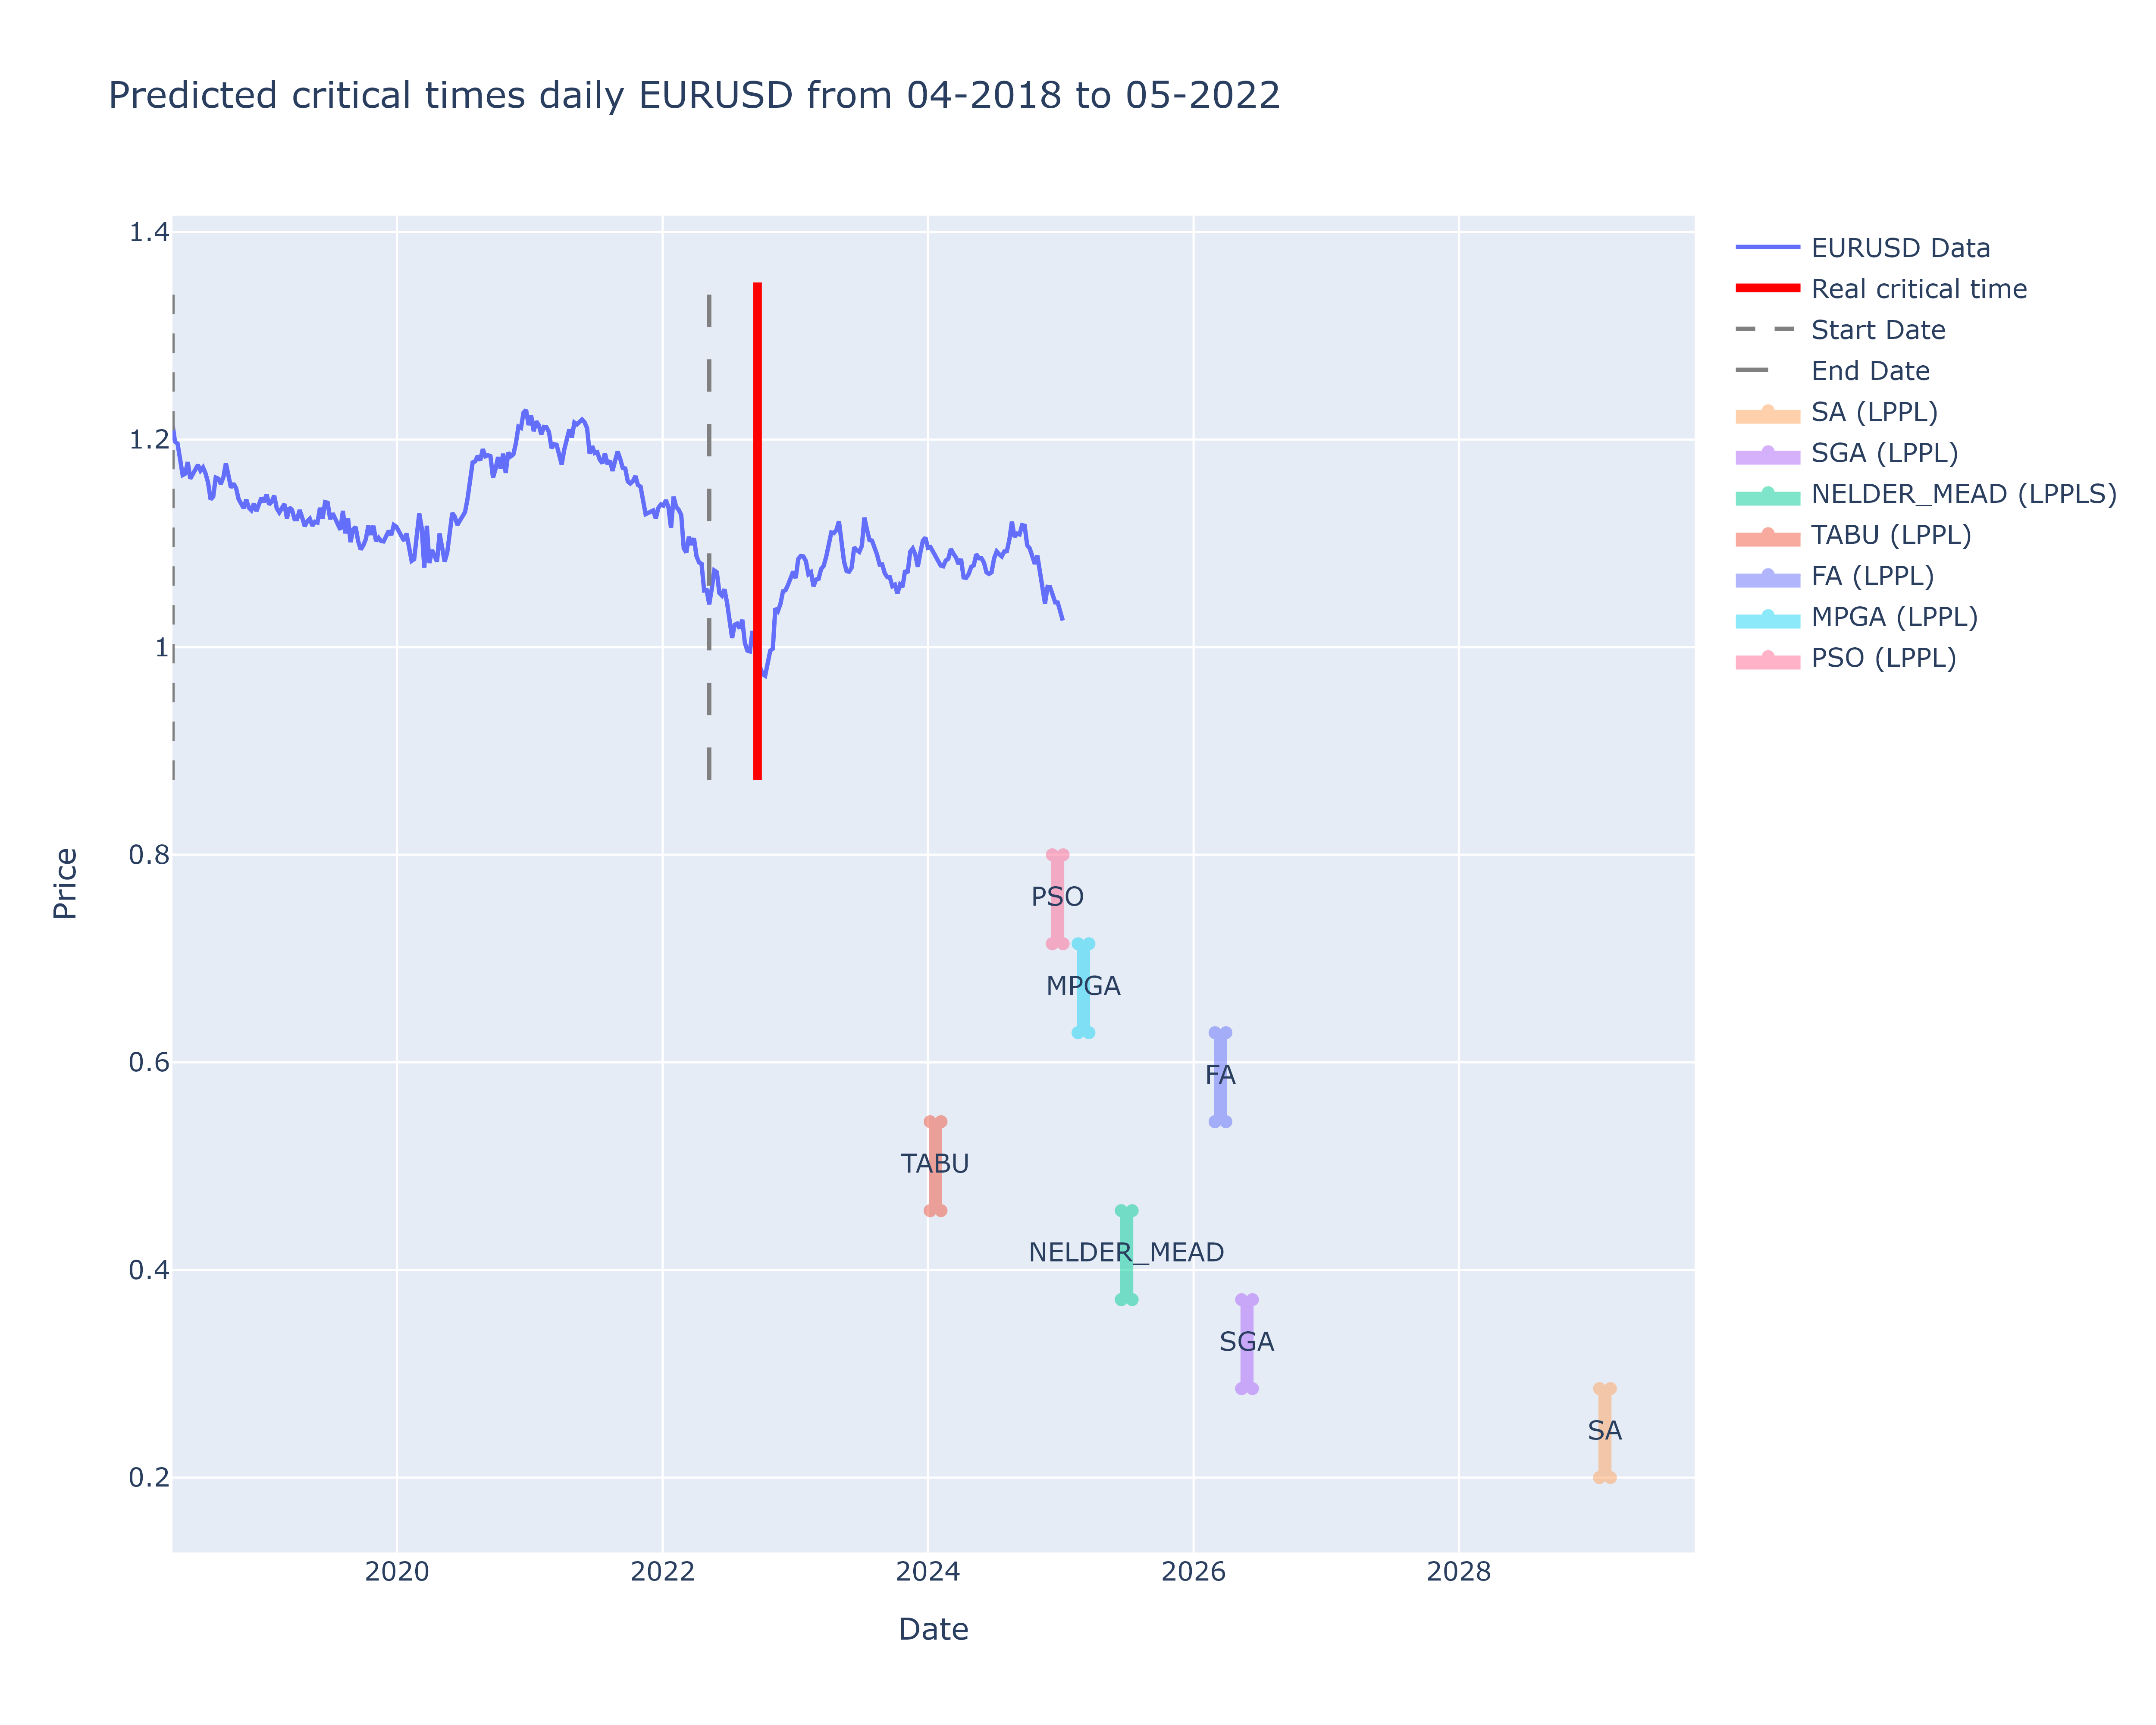 Predicted critical times daily EURUSD from 04-2018 to 05-2022
1.4
1.2
1
0.8
0.6
0.4
0.2
Price
2020
2022
2024
2026
2028
Date
PSO
MPGA
FA
TABU
NELDER_MEAD
SGA
SA
EURUSD Data
Real critical time
Start Date
End Date
SA (LPPL)
SGA (LPPL)
NELDER_MEAD (LPPLS)
TABU (LPPL)
FA (LPPL)
MPGA (LPPL)
PSO (LPPL)